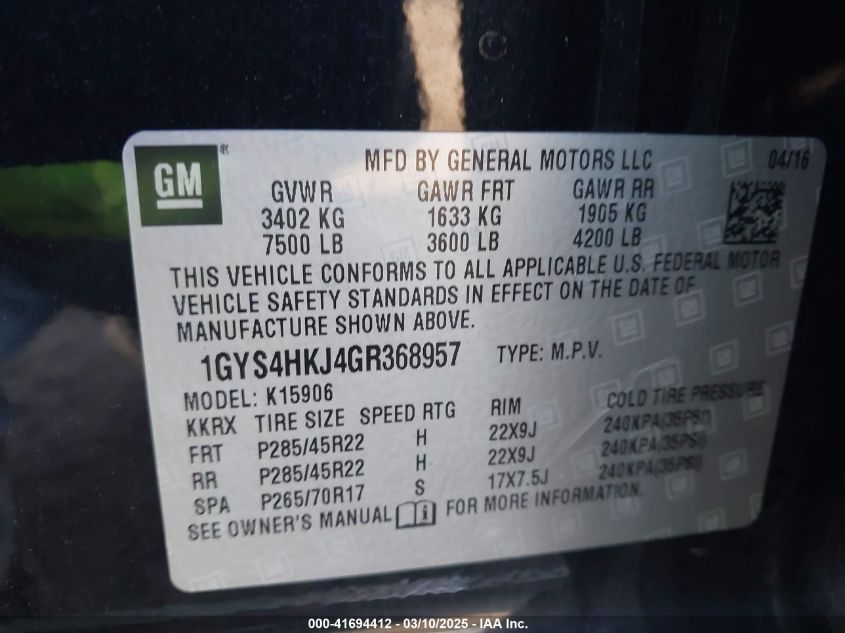 GM®
MFD BY GENERAL MOTORS LLC 04/16
GVWR GAWR FRT GAWR RR
3402 KG 1633 KG 1905 KG
7500 LB 3600 LB 4200 LB
THIS VEHICLE CONFORMS TO ALL APPLICABLE U.S. FEDERAL MOTOR
VEHICLE SAFETY STANDARDS IN EFFECT ON THE DATE OF
MANUFACTURE SHOWN ABOVE.
1GYS4HKJ4GR368957 TYPE: M.P.V.
MODEL: K15906
KKRX TIRE SIZE SPEED RTG RIM COLD TIRE PRESSURE
FRT P285/45R22 H 22X9J 240KPA(35PSI)
RR P285/45R22 H 22X9J 240KPA(35PSI)
SPA P265/70R17 S 17X7.5J 240KPA(35PSI)
SEE OWNER'S MANUAL FOR MORE INFORMATION.
000-41694412 - 03/10/2025 - IAA Inc.